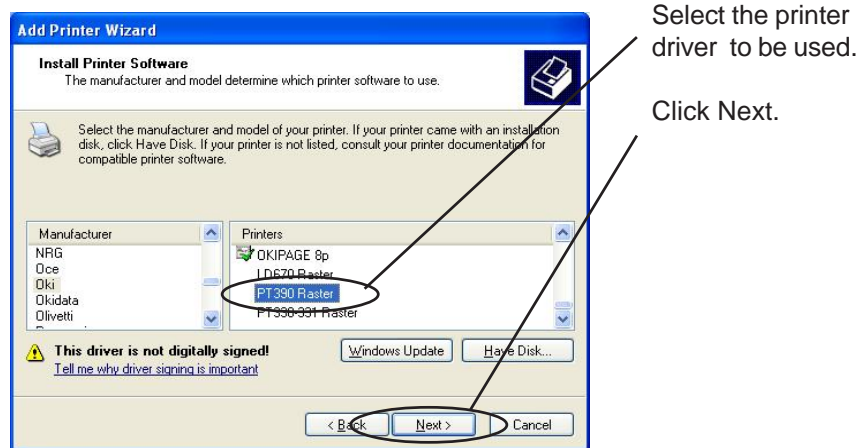 Add Printer Wizard
Install Printer Software
The manufacturer and model determine which printer software to use.
Select the manufacturer and model of your printer. If your printer came with an installation
disk, click Have Disk. If your printer is not listed, consult your printer documentation for
compatible printer software.
Manufacturer
NRG
Oce
Oki
Okidata
Olivetti
Printers
OKIPAGE 8p
LD670 Raster
PT390 Raster
PT330-331 Raster
This driver is not digitally signed!
Tell me why driver signing is important
Windows Update
Have Disk...
< Back
Next >
Cancel
Select the printer
driver to be used.
Click Next.